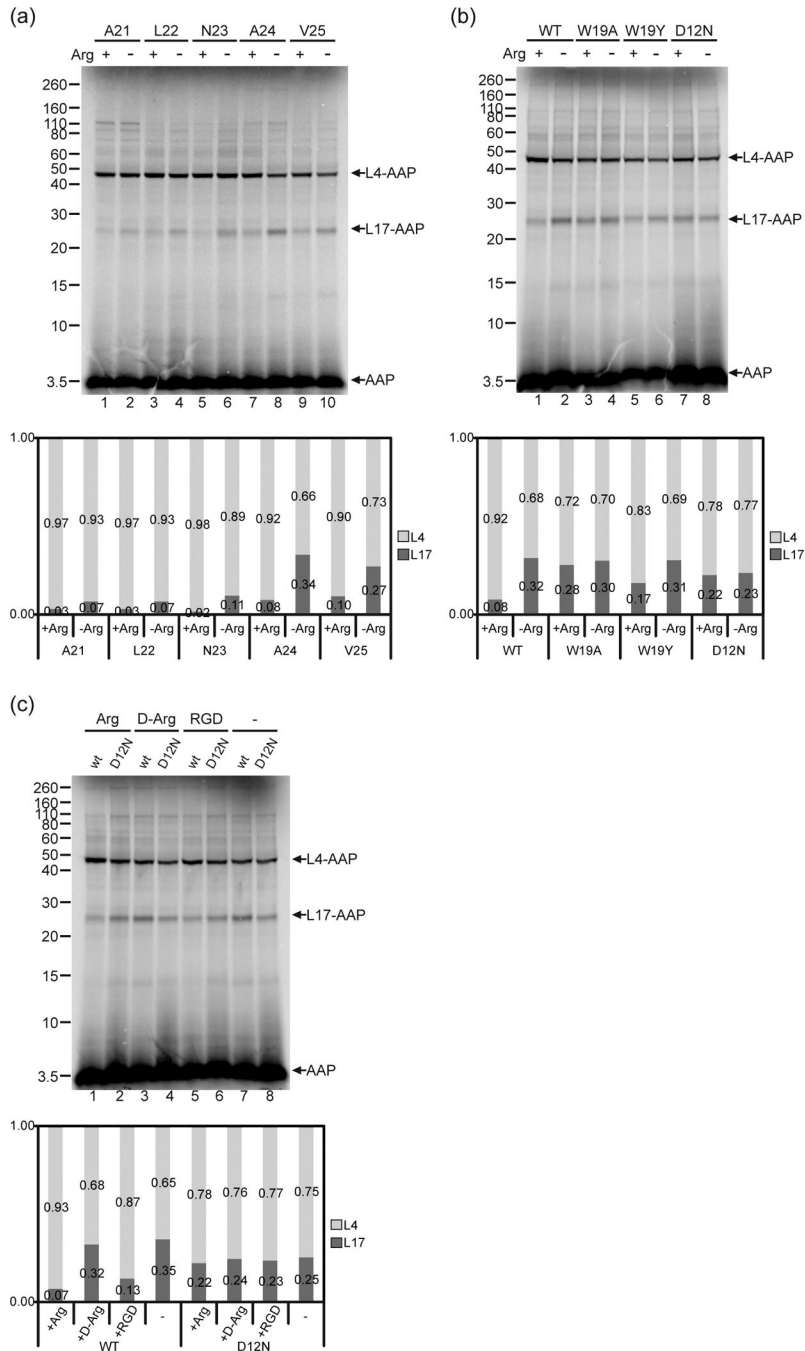 (a)
A21 L22 N23 A24 V25
Arg + - + - + - + - + -
260
160
110
80
60
50
40
30
20
15
10
3.5
L4-AAP
L17-AAP
AAP
1 2 3 4 5 6 7 8 9 10
1.00
0.97 0.93 0.97 0.93 0.98 0.89 0.92 0.66 0.90 0.73
0.03 0.07 0.03 0.07 0.02 0.11 0.08 0.34 0.10 0.27
0.00
L4
L17
+Arg -Arg +Arg -Arg +Arg -Arg +Arg -Arg +Arg -Arg
A21 L22 N23 A24 V25
(b)
WT W19A W19Y D12N
Arg + - + - + - + -
260
160
110
80
60
50
40
30
20
15
10
3.5
L4-AAP
L17-AAP
AAP
1 2 3 4 5 6 7 8
1.00
0.92 0.68 0.72 0.70 0.83 0.69 0.78 0.77
0.08 0.32 0.28 0.30 0.17 0.31 0.22 0.23
0.00
L4
L17
+Arg -Arg +Arg -Arg +Arg -Arg +Arg -Arg
WT W19A W19Y D12N
(c)
Arg D-Arg RGD -
wt D12N wt D12N wt D12N wt D12N
260
160
110
80
60
50
40
30
20
15
10
3.5
L4-AAP
L17-AAP
AAP
1 2 3 4 5 6 7 8
1.00
0.93 0.68 0.87 0.65 0.78 0.76 0.77 0.75
0.07 0.32 0.13 0.35 0.22 0.24 0.23 0.25
0.00
L4
L17
+Arg +D-Arg +RGD - +Arg +D-Arg +RGD -
WT D12N